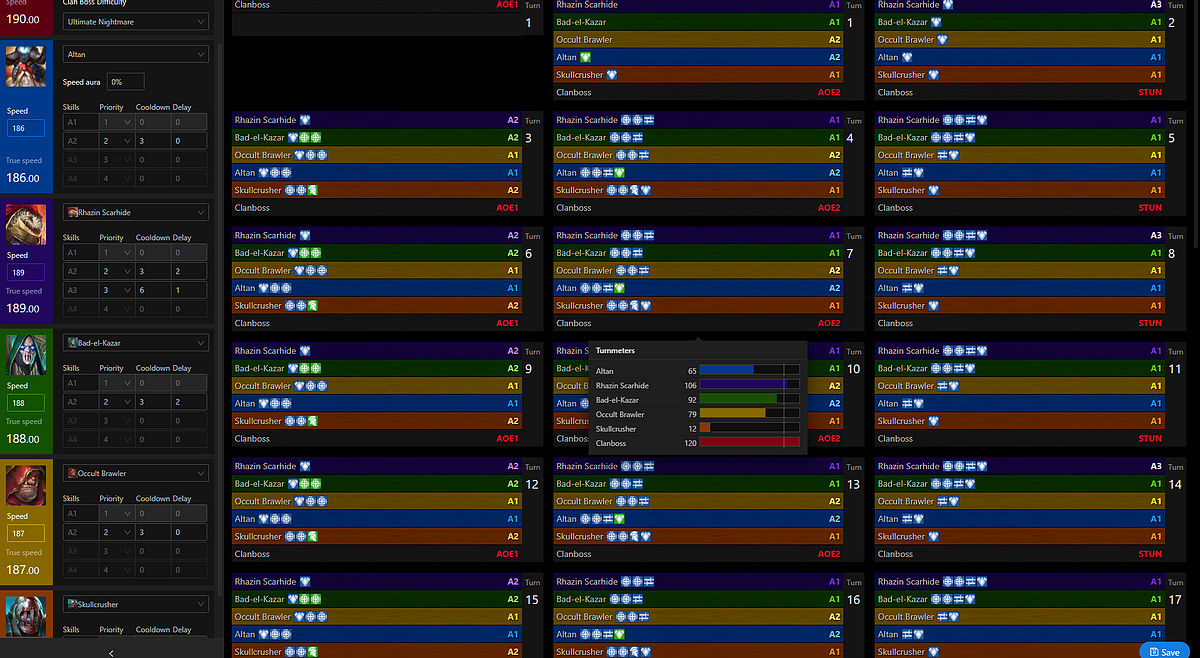 Speed
190.00
Clan Boss Difficulty
Ultimate Nightmare
Altan
Speed aura 0%
Speed
186
True speed
186.00
Skills Priority Cooldown Delay
A1 1 0 0
A2 2 3 0
A3 3 0 0
A4 4 0 0
Rhazin Scarhide
Speed
189
True speed
189.00
Skills Priority Cooldown Delay
A1 1 0 0
A2 2 3 2
A3 3 6 1
A4 4 0 0
Bad-el-Kazar
Speed
188
True speed
188.00
Skills Priority Cooldown Delay
A1 1 0 0
A2 2 3 2
A3 3 0 0
A4 4 0 0
Occult Brawler
Speed
187
True speed
187.00
Skills Priority Cooldown Delay
A1 1 0 0
A2 2 3 0
A3 3 0 0
A4 4 0 0
Skullcrusher
Skills Priority Cooldown Delay
<
Clanboss AOE1 Turn
1
Rhazin Scarhide A1 Turn
Bad-el-Kazar A1 1
Occult Brawler A2
Altan A2
Skullcrusher A1
Clanboss AOE2
Rhazin Scarhide A3 Turn
Bad-el-Kazar A1 2
Occult Brawler A1
Altan A1
Skullcrusher A1
Clanboss STUN
Rhazin Scarhide A2 Turn
Bad-el-Kazar A2 3
Occult Brawler A1
Altan A1
Skullcrusher A2
Clanboss AOE1
Rhazin Scarhide A1 Turn
Bad-el-Kazar A1 4
Occult Brawler A2
Altan A2
Skullcrusher A1
Clanboss AOE2
Rhazin Scarhide A1 Turn
Bad-el-Kazar A1 5
Occult Brawler A1
Altan A1
Skullcrusher A1
Clanboss STUN
Rhazin Scarhide A2 Turn
Bad-el-Kazar A2 6
Occult Brawler A1
Altan A1
Skullcrusher A2
Clanboss AOE1
Rhazin Scarhide A1 Turn
Bad-el-Kazar A1 7
Occult Brawler A2
Altan A2
Skullcrusher A1
Clanboss AOE2
Rhazin Scarhide A3 Turn
Bad-el-Kazar A1 8
Occult Brawler A1
Altan A1
Skullcrusher A1
Clanboss STUN
Rhazin Scarhide A2 Turn
Bad-el-Kazar A2 9
Occult Brawler A1
Altan A1
Skullcrusher A2
Clanboss AOE1
Rhazin S A1 Turn
Bad-el-K A1 10
Occult B A2
Altan A2
Skullcru A1
Clanbos AOE2
Turnmeters
Altan 65
Rhazin Scarhide 106
Bad-el-Kazar 92
Occult Brawler 79
Skullcrusher 12
Clanboss 120
Rhazin Scarhide A1 Turn
Bad-el-Kazar A1 11
Occult Brawler A1
Altan A1
Skullcrusher A1
Clanboss STUN
Rhazin Scarhide A2 Turn
Bad-el-Kazar A2 12
Occult Brawler A1
Altan A1
Skullcrusher A2
Clanboss AOE1
Rhazin Scarhide A1 Turn
Bad-el-Kazar A1 13
Occult Brawler A2
Altan A2
Skullcrusher A1
Clanboss AOE2
Rhazin Scarhide A3 Turn
Bad-el-Kazar A1 14
Occult Brawler A1
Altan A1
Skullcrusher A1
Clanboss STUN
Rhazin Scarhide A2 Turn
Bad-el-Kazar A2 15
Occult Brawler A1
Altan A1
Skullcrusher A2
Rhazin Scarhide A1 Turn
Bad-el-Kazar A1 16
Occult Brawler A2
Altan A2
Skullcrusher A1
Rhazin Scarhide A1 Turn
Bad-el-Kazar A1 17
Occult Brawler A1
Altan A1
Skullcrusher
Save